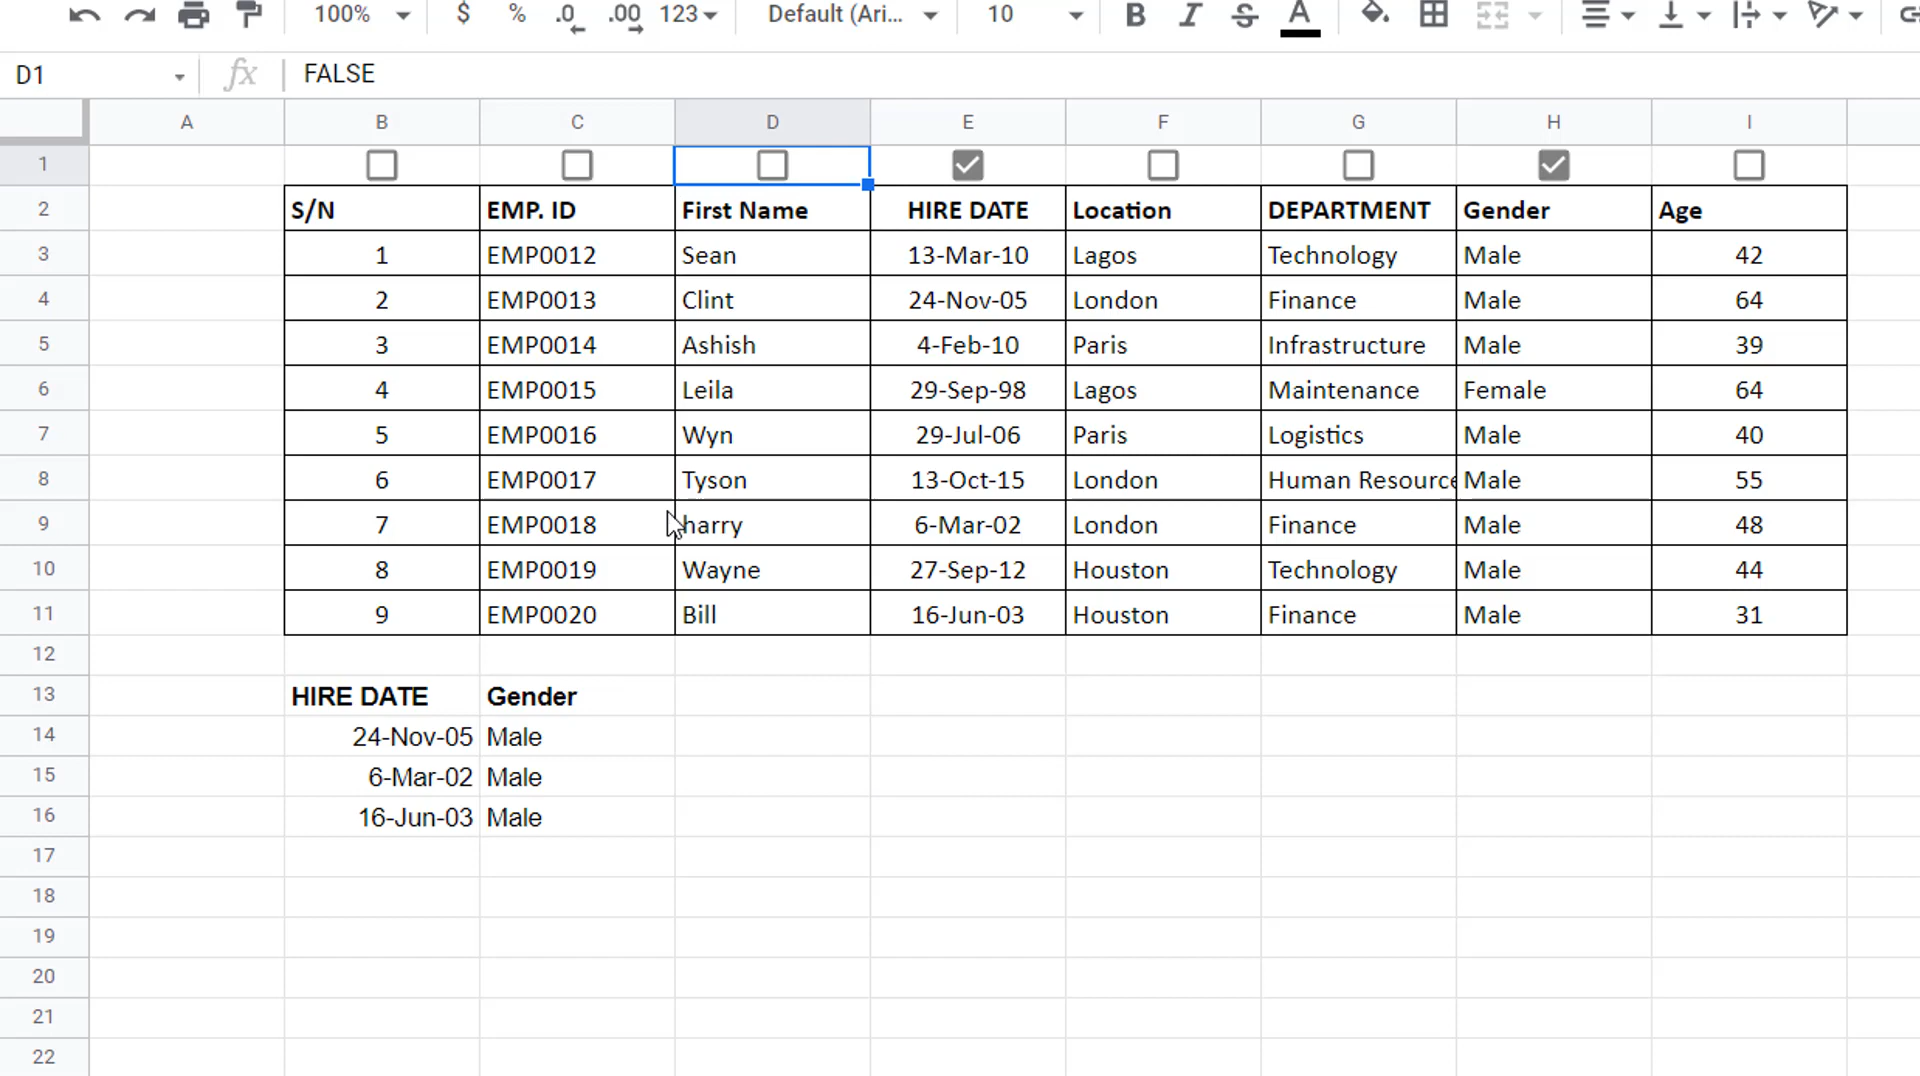 100% $ % .0 .00 123 Default (Ari... 10 B I S A
D1 fx FALSE
A B C D E F G H I
1
2 S/N EMP. ID First Name HIRE DATE Location DEPARTMENT Gender Age
3 1 EMP0012 Sean 13-Mar-10 Lagos Technology Male 42
4 2 EMP0013 Clint 24-Nov-05 London Finance Male 64
5 3 EMP0014 Ashish 4-Feb-10 Paris Infrastructure Male 39
6 4 EMP0015 Leila 29-Sep-98 Lagos Maintenance Female 64
7 5 EMP0016 Wyn 29-Jul-06 Paris Logistics Male 40
8 6 EMP0017 Tyson 13-Oct-15 London Human Resource Male 55
9 7 EMP0018 harry 6-Mar-02 London Finance Male 48
10 8 EMP0019 Wayne 27-Sep-12 Houston Technology Male 44
11 9 EMP0020 Bill 16-Jun-03 Houston Finance Male 31
12
13 HIRE DATE Gender
14 24-Nov-05 Male
15 6-Mar-02 Male
16 16-Jun-03 Male
17
18
19
20
21
22